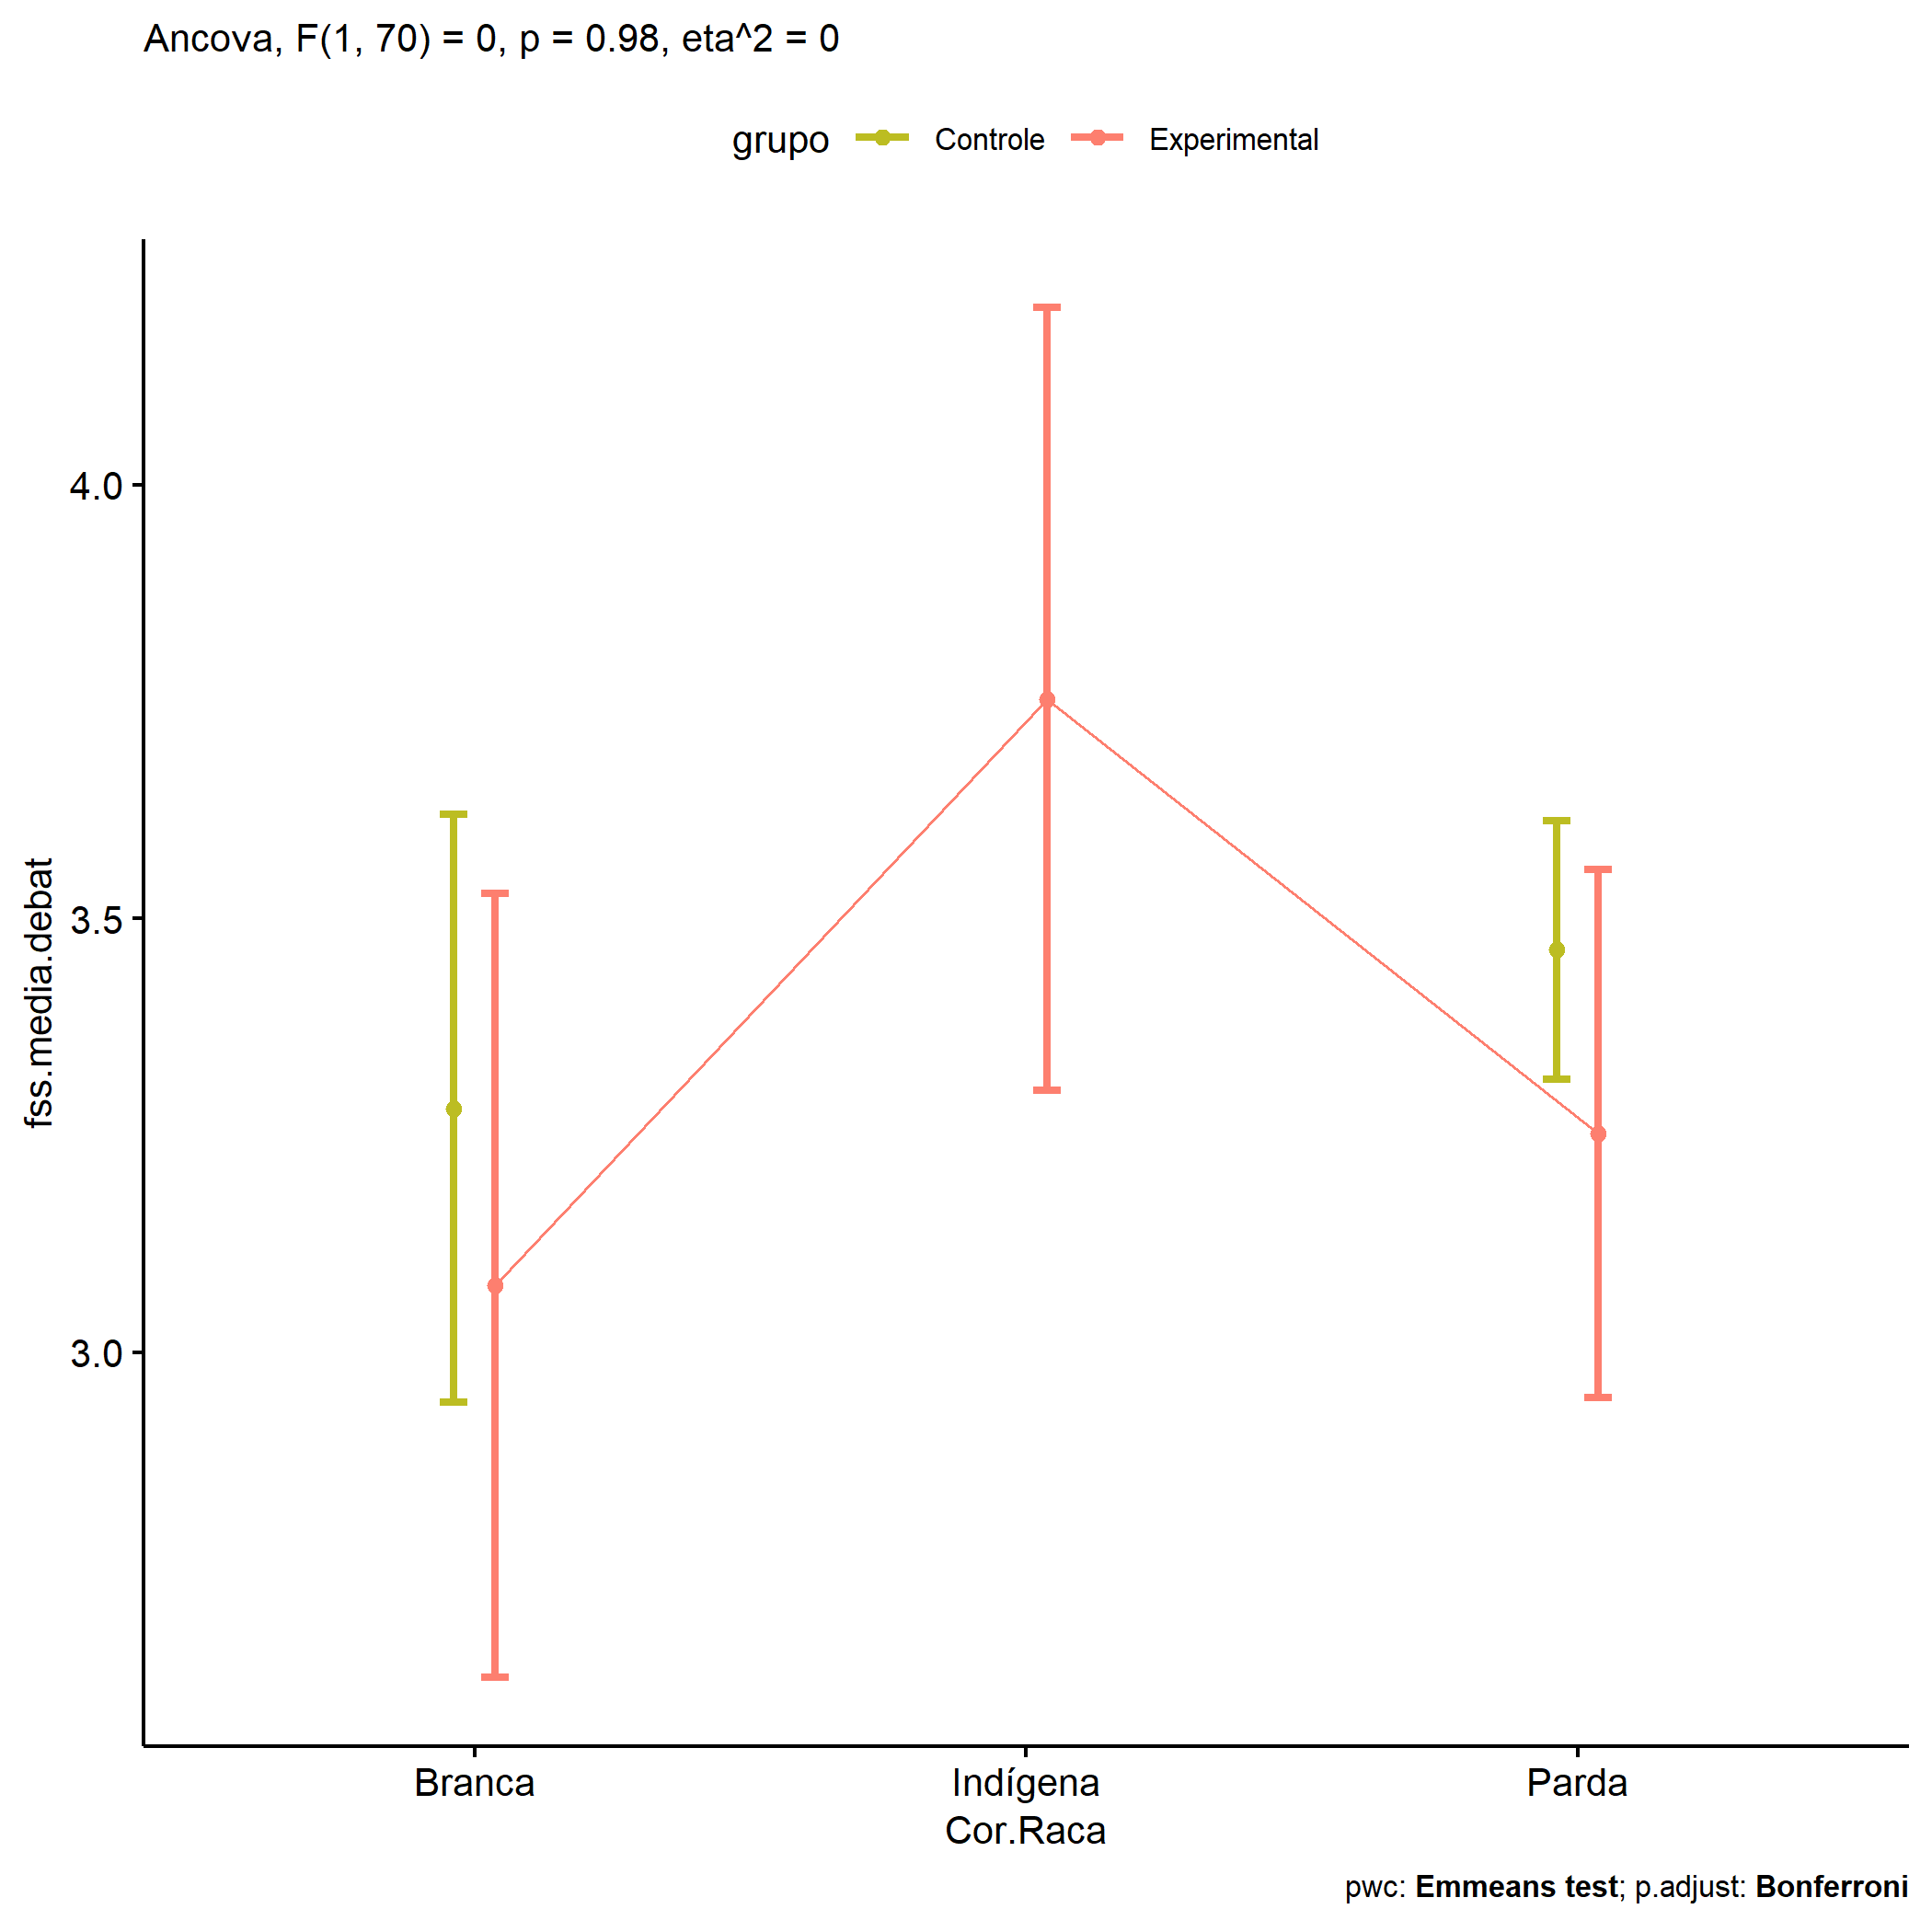 Ancova, F(1, 70) = 0, p = 0.98, eta^2 = 0
grupo Controle Experimental
fss.media.debat
4.0
3.5
3.0
Branca Indígena Parda
Cor.Raca
pwc: Emmeans test; p.adjust: Bonferroni